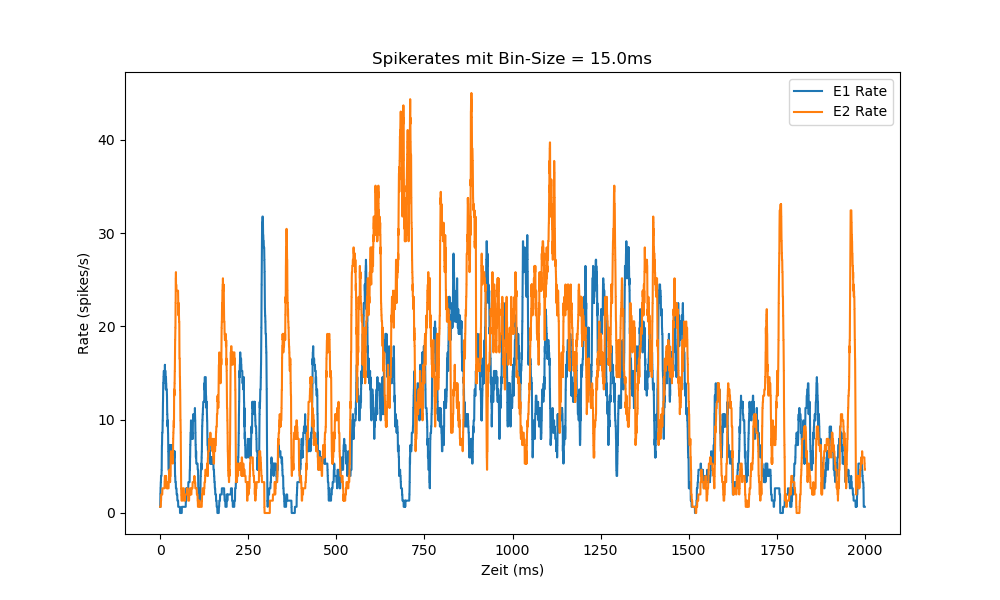 Spikerates mit Bin-Size = 15.0ms
E1 Rate
E2 Rate
Rate (spikes/s)
40
30
20
10
0
0 250 500 750 1000 1250 1500 1750 2000
Zeit (ms)